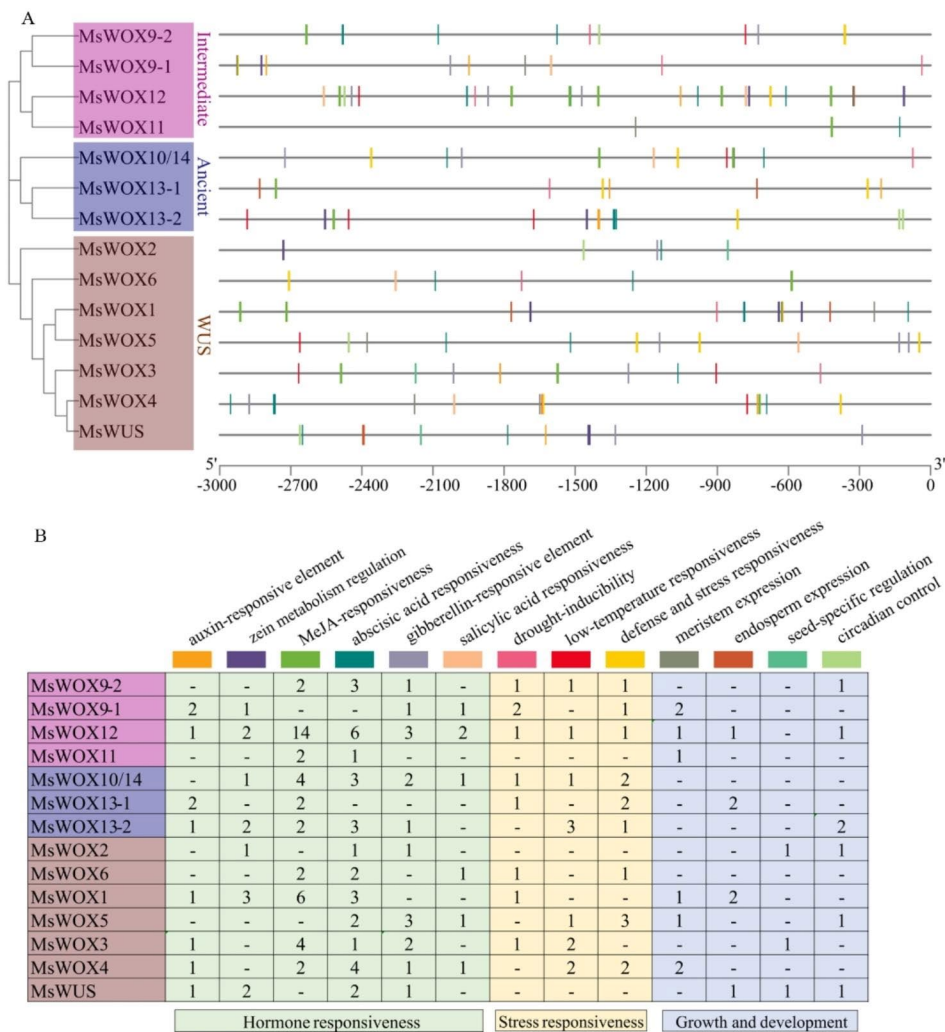 A
MsWOX9-2
MsWOX9-1
MsWOX12
MsWOX11
Intermediate
MsWOX10/14
MsWOX13-1
MsWOX13-2
Ancient
MsWOX2
MsWOX6
MsWOX1
MsWOX5
MsWOX3
MsWOX4
MsWUS
WUS
5' 3'
-3000 -2700 -2400 -2100 -1800 -1500 -1200 -900 -600 -300 0
B
auxin-responsive element
zein metabolism regulation
MeJA-responsiveness
abscisic acid responsiveness
gibberellin-responsive element
salicylic acid responsiveness
drought-inducibility
low-temperature responsiveness
defense and stress responsiveness
meristem expression
endosperm expression
seed-specific regulation
circadian control
MsWOX9-2 - - 2 3 1 - 1 1 1 - - - 1
MsWOX9-1 2 1 - - 1 1 2 - 1 2 - - -
MsWOX12 1 2 14 6 3 2 1 1 1 1 1 - 1
MsWOX11 - - 2 1 - - - - - 1 - - -
MsWOX10/14 - 1 4 3 2 1 1 1 2 - - - -
MsWOX13-1 2 - 2 - - - 1 - 2 - 2 - -
MsWOX13-2 1 2 2 3 1 - - 3 1 - - - 2
MsWOX2 - 1 - 1 1 - - - - - - 1 1
MsWOX6 - - 2 2 - 1 1 - 1 - - - -
MsWOX1 1 3 6 3 - - 1 - - 1 2 - -
MsWOX5 - - - 2 3 1 - 1 3 1 - - 1
MsWOX3 1 - 4 1 2 - 1 2 - - - 1 -
MsWOX4 1 - 2 4 1 1 - 2 2 2 - - -
MsWUS 1 2 - 2 1 - - - - - 1 1 1
Hormone responsiveness Stress responsiveness Growth and development